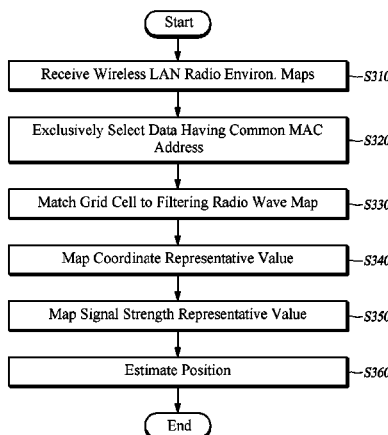 Start
Receive Wireless LAN Radio Environ. Maps
S310
Exclusively Select Data Having Common MAC
Address
S320
Match Grid Cell to Filtering Radio Wave Map
S330
Map Coordinate Representative Value
S340
Map Signal Strength Representative Value
S350
Estimate Position
S360
End